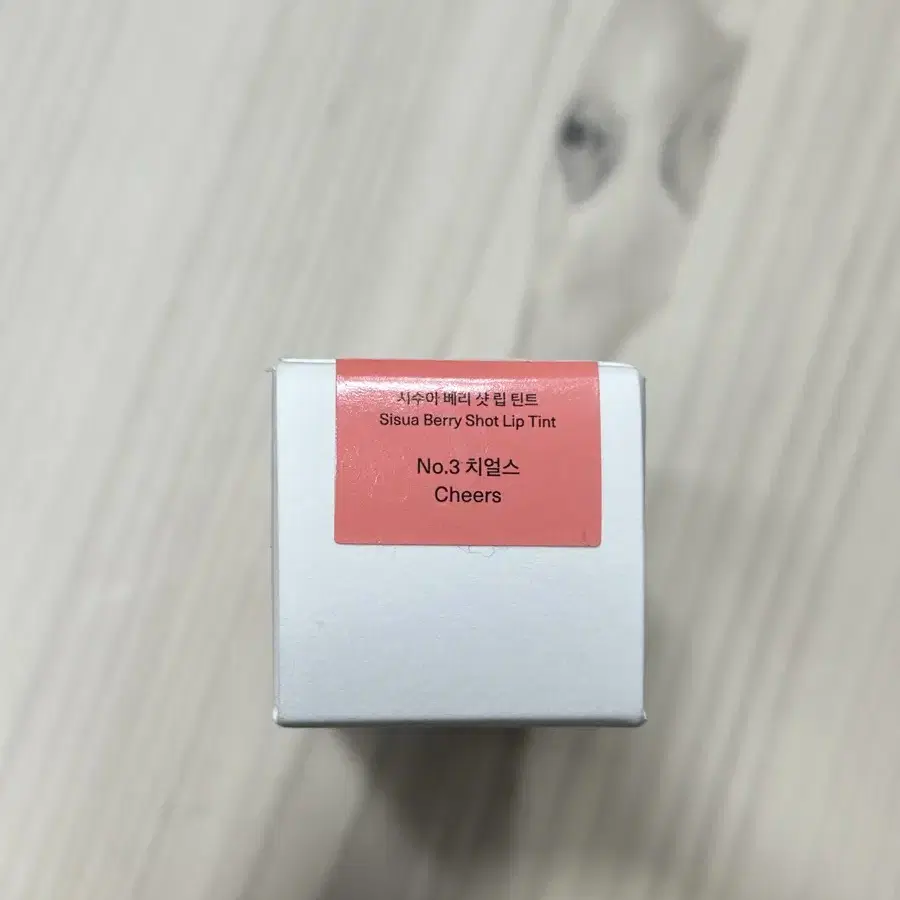 시수아 베리 샷 립 틴트
Sisua Berry Shot Lip Tint
No.3 치얼스
Cheers